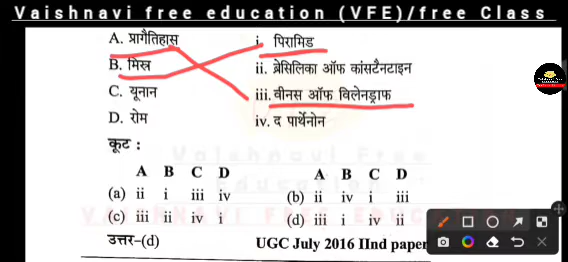 Vaishnavi free education (VFE)/free Class
A. प्रागैतिहास i. पिरामिड
B. मिस्र ii. ब्रेसिलिका ऑफ कांसटैनटाइन
C. यूनान iii. वीनस ऑफ विलेनड्राफ
D. रोम iv. द पार्थेनोन
कूट :
A B C D A B C D
(a) ii i iii iv (b) ii iv i iii
(c) iii ii iv i (d) iii i iv ii
उत्तर–(d) UGC July 2016 IInd paper